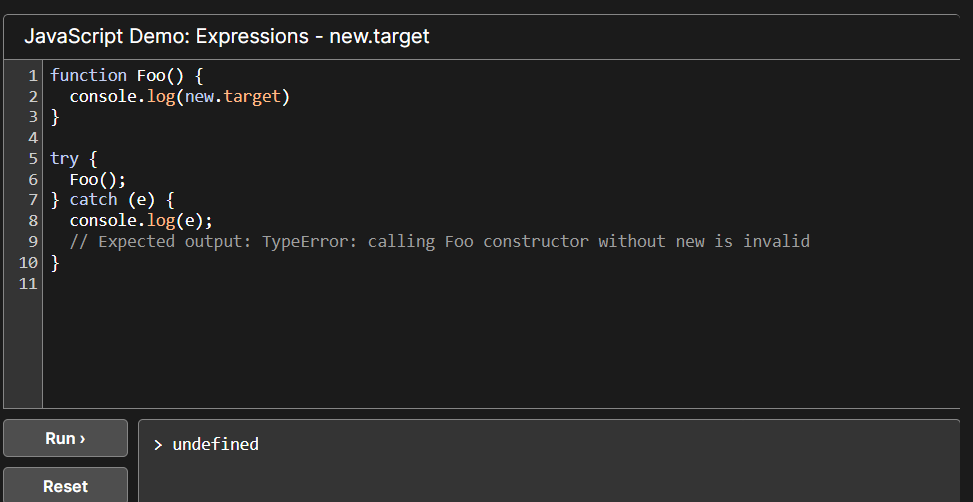 JavaScript Demo: Expressions - new.target
1 function Foo() {
2   console.log(new.target)
3 }
4
5 try {
6   Foo();
7 } catch (e) {
8   console.log(e);
9   // Expected output: TypeError: calling Foo constructor without new is invalid
10 }
11
Run ›
> undefined
Reset